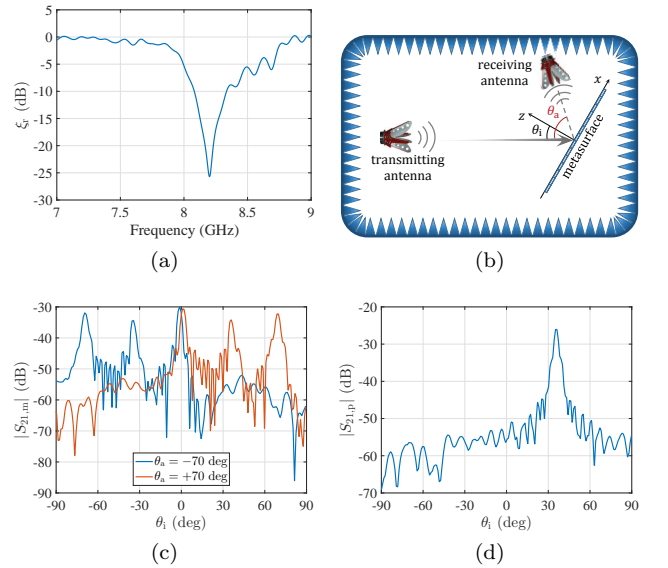 0
5
0
-5
-10
-15
-20
-25
-30
ξr (dB)
7
7.5
8
8.5
9
Frequency (GHz)
(a)
receiving
antenna
x
θa
z
θi
transmitting
antenna
metasurface
(b)
-30
-40
-50
-60
-70
-80
-90
|S21,m| (dB)
θa = −70 deg
θa = +70 deg
-90
-60
-30
0
30
60
90
θi (deg)
(c)
-20
-30
-40
-50
-60
-70
|S21,p| (dB)
-90
-60
-30
0
30
60
90
θi (deg)
(d)